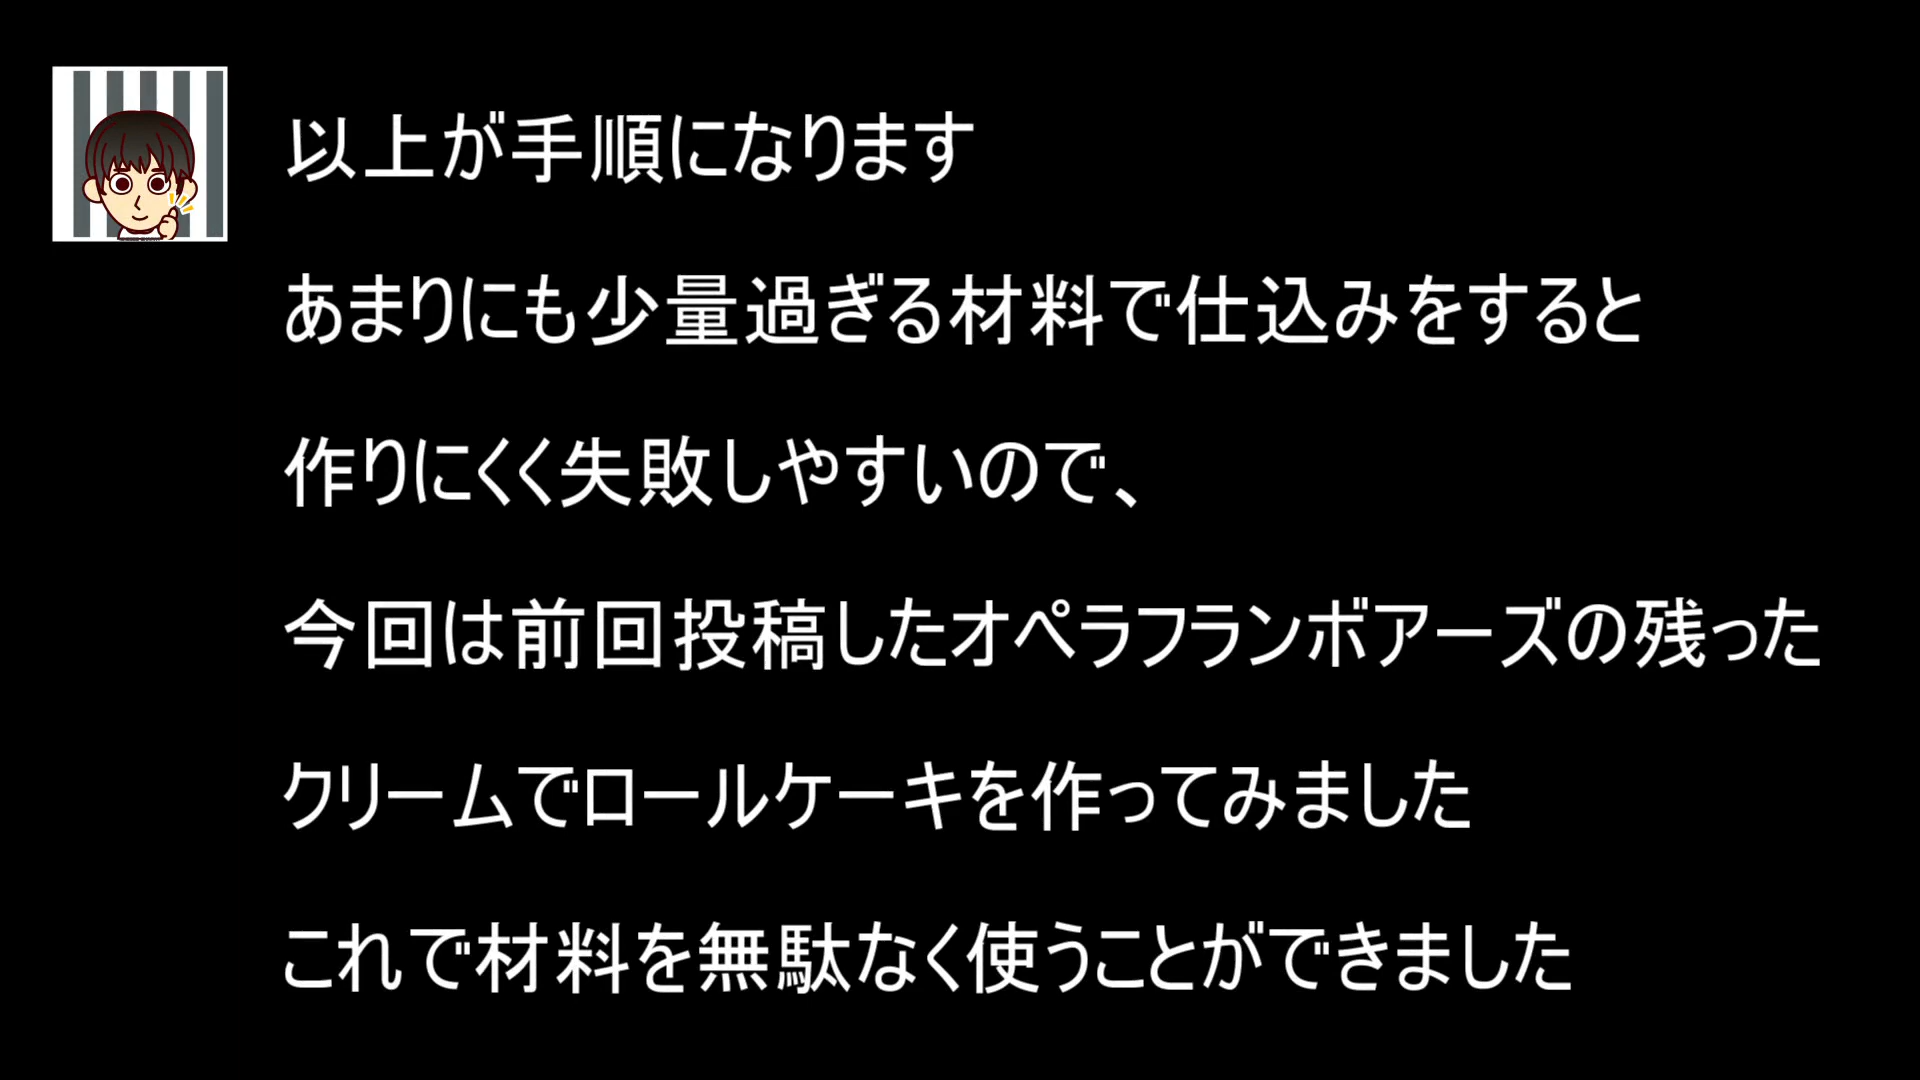 以上が手順になります
あまりにも少量過ぎる材料で仕込みをすると
作りにくく失敗しやすいので、
今回は前回投稿したオペラフランボアーズの残った
クリームでロールケーキを作ってみました
これで材料を無駄なく使うことができました